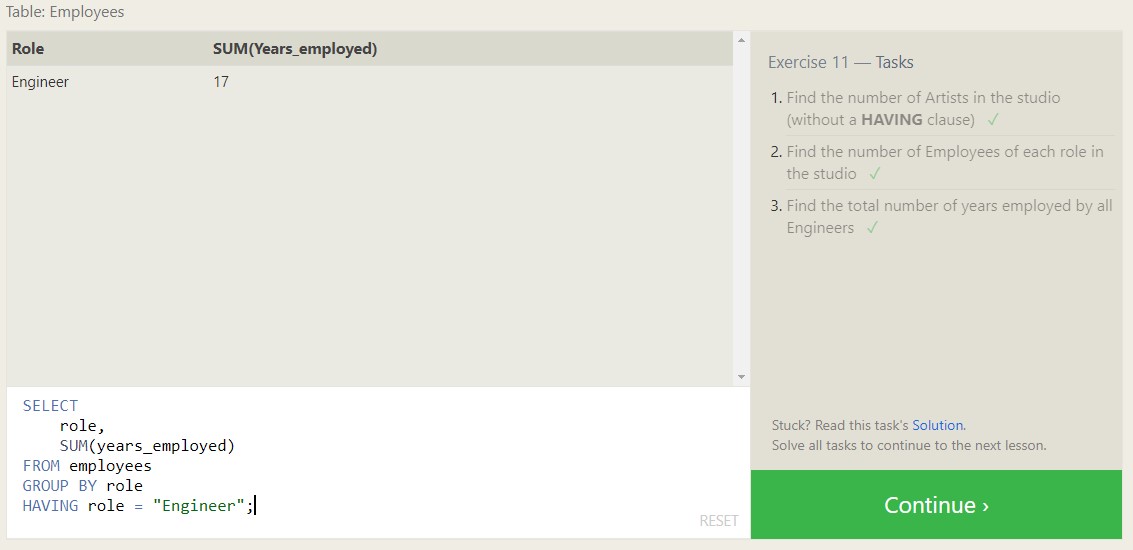 Table: Employees
Role SUM(Years_employed)
Engineer 17
SELECT
role,
SUM(years_employed)
FROM employees
GROUP BY role
HAVING role = "Engineer";
RESET
Exercise 11 — Tasks
1. Find the number of Artists in the studio
(without a HAVING clause) ✓
2. Find the number of Employees of each role in
the studio ✓
3. Find the total number of years employed by all
Engineers ✓
Stuck? Read this task's Solution.
Solve all tasks to continue to the next lesson.
Continue ›